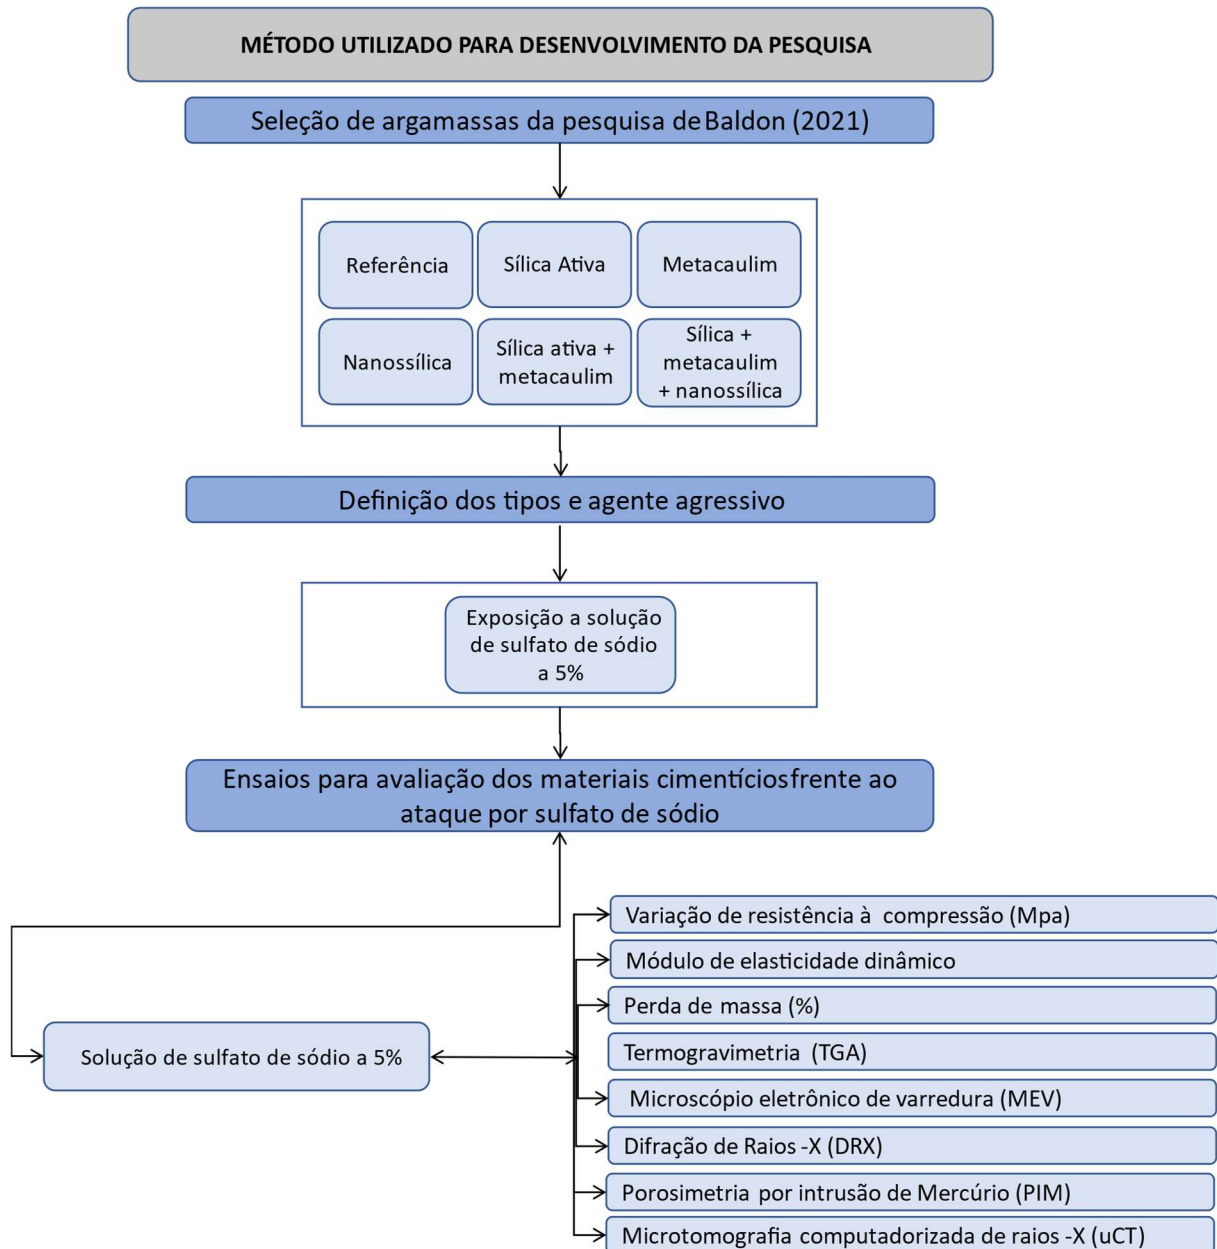 MÉTODO UTILIZADO PARA DESENVOLVIMENTO DA PESQUISA
Seleção de argamassas da pesquisa de Baldon (2021)
Referência
Sílica Ativa
Metacaulim
Nanossílica
Sílica ativa +
metacaulim
Sílica +
metacaulim
+ nanossílica
Definição dos tipos e agente agressivo
Exposição a solução
de sulfato de sódio
a 5%
Ensaios para avaliação dos materiais cimentíciosfrente ao
ataque por sulfato de sódio
Solução de sulfato de sódio a 5%
Variação de resistência à compressão (Mpa)
Módulo de elasticidade dinâmico
Perda de massa (%)
Termogravimetria (TGA)
Microscópio eletrônico de varredura (MEV)
Difração de Raios -X (DRX)
Porosimetria por intrusão de Mercúrio (PIM)
Microtomografia computadorizada de raios -X (uCT)